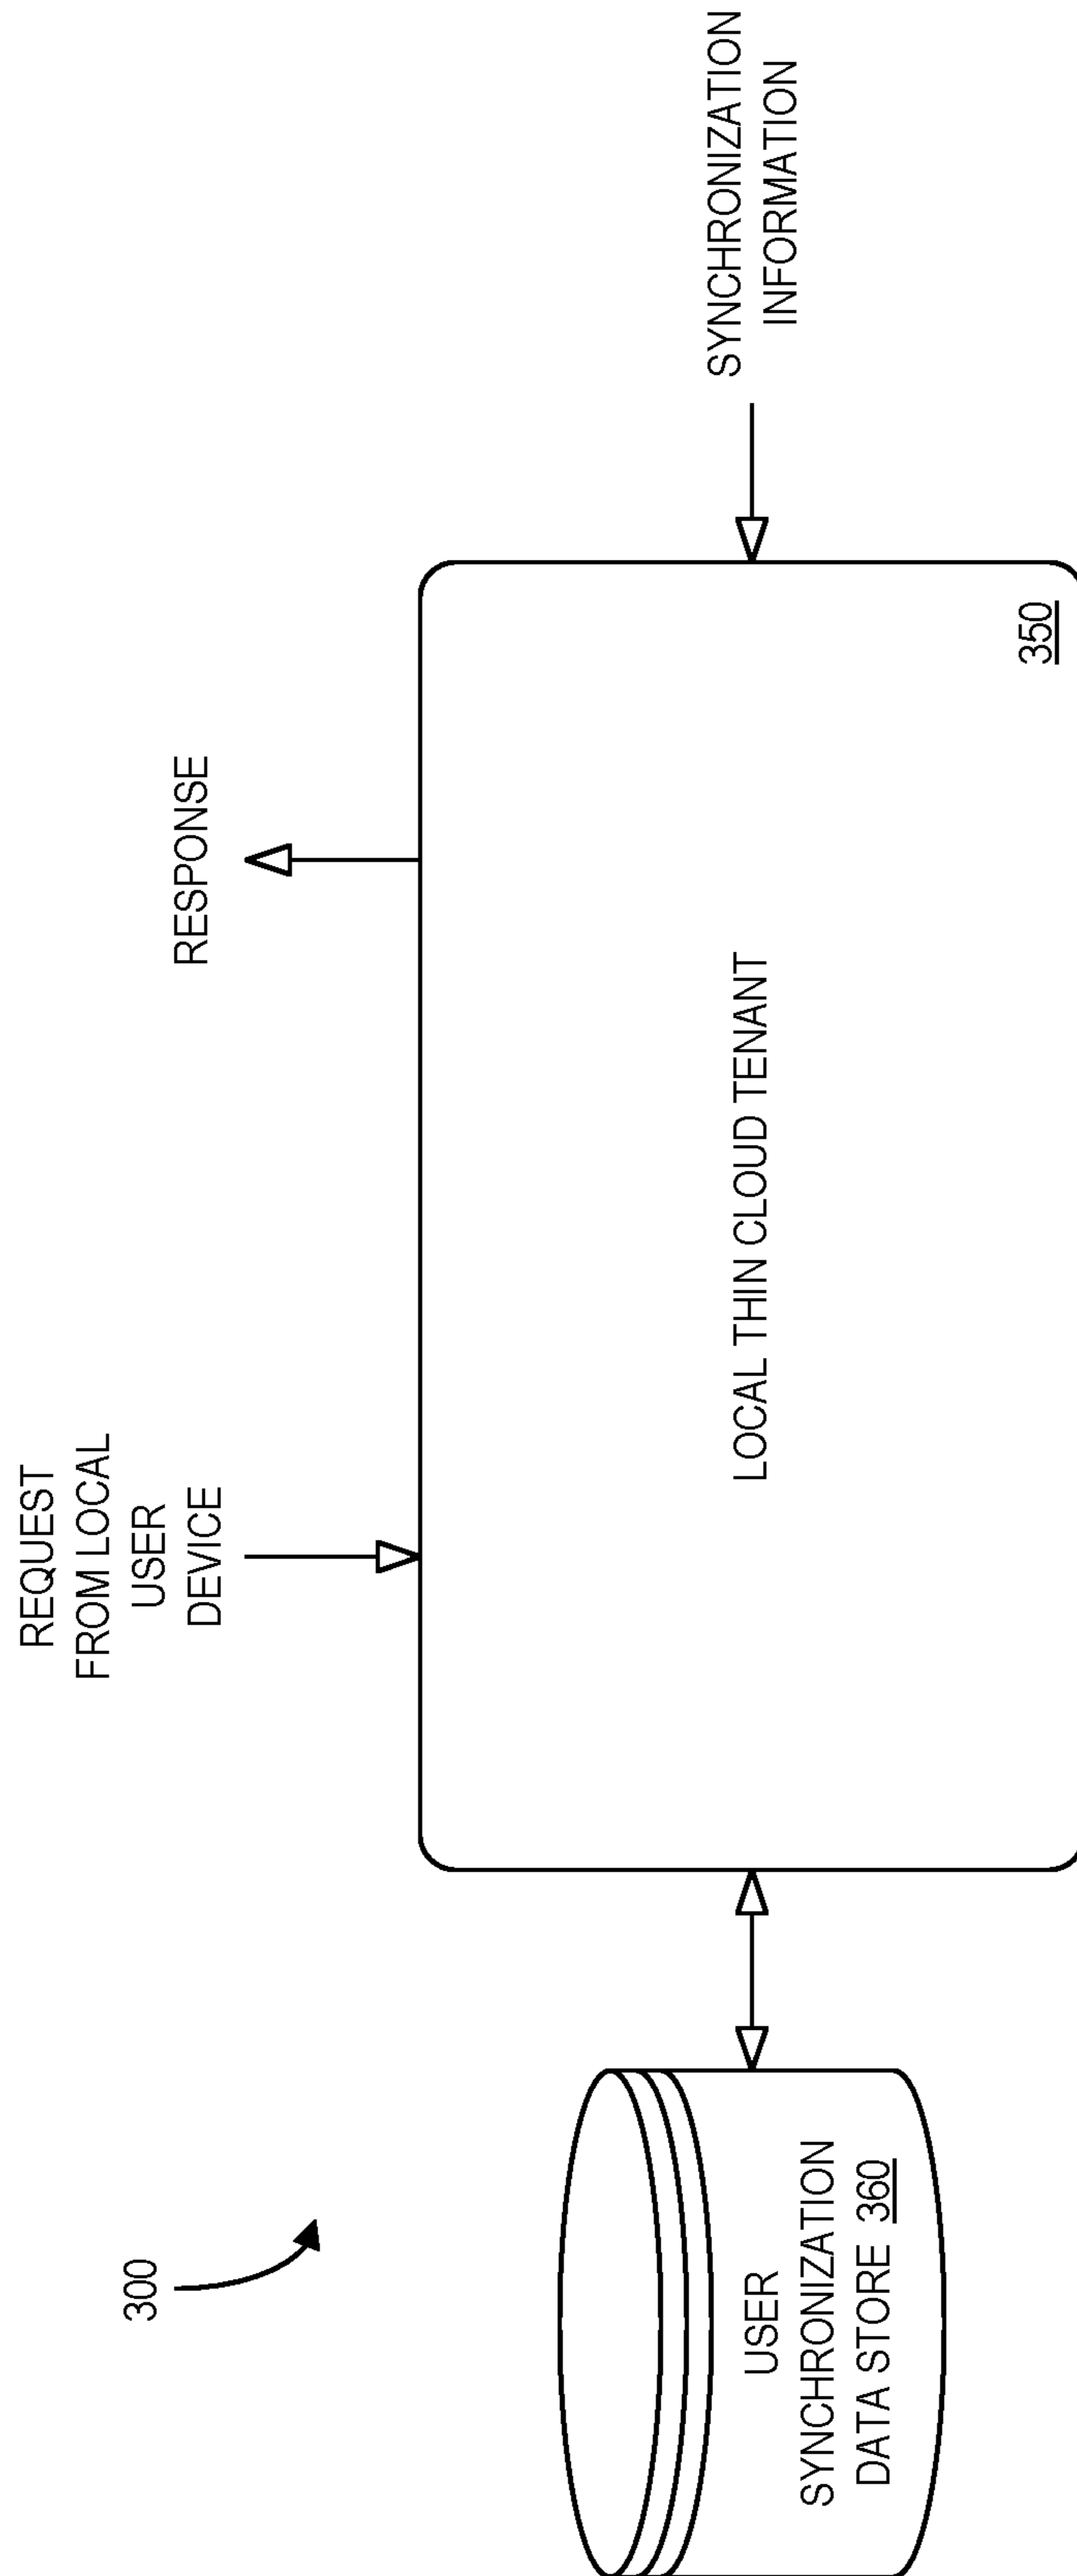 300
REQUEST
FROM LOCAL
USER
DEVICE
RESPONSE
USER
SYNCHRONIZATION
DATA STORE 360
LOCAL THIN CLOUD TENANT
350
SYNCHRONIZATION
INFORMATION